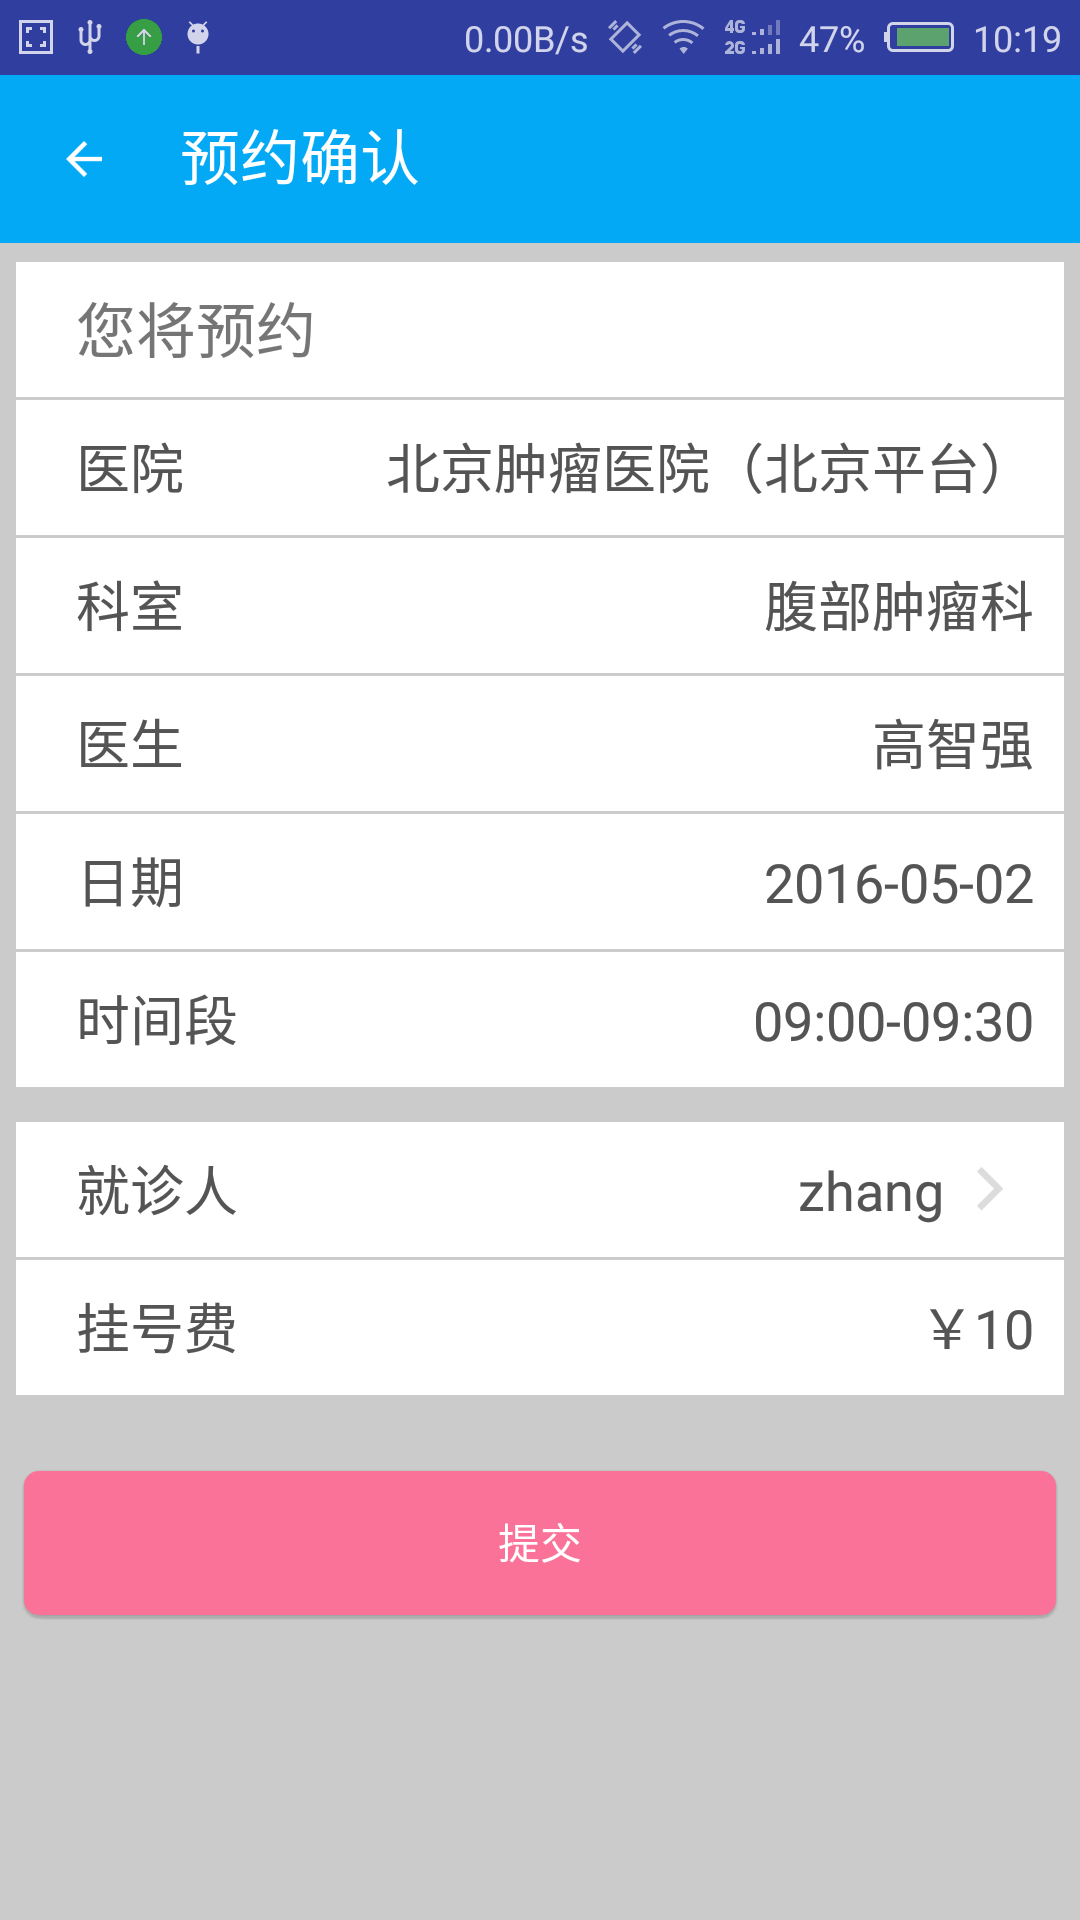 0.00B/s 4G 2G 47% 10:19
预约确认
您将预约
医院 北京肿瘤医院（北京平台）
科室 腹部肿瘤科
医生 高智强
日期 2016-05-02
时间段 09:00-09:30
就诊人 zhang
挂号费 ￥10
提交